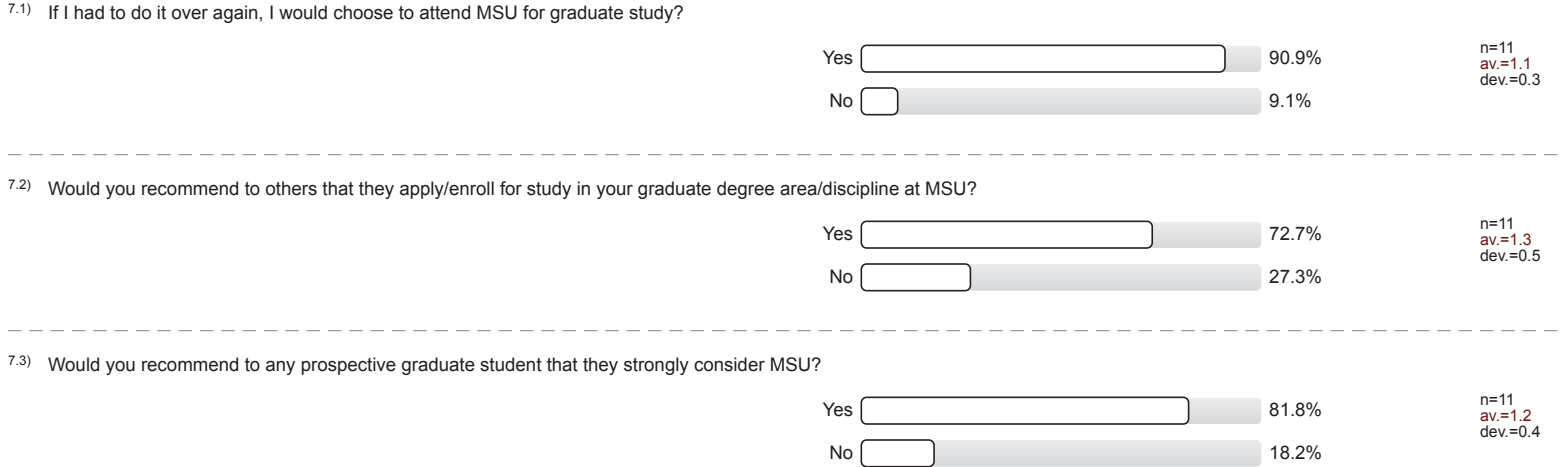 7.1) If I had to do it over again, I would choose to attend MSU for graduate study?
Yes 90.9%
No 9.1%
n=11
av.=1.1
dev.=0.3
7.2) Would you recommend to others that they apply/enroll for study in your graduate degree area/discipline at MSU?
Yes 72.7%
No 27.3%
n=11
av.=1.3
dev.=0.5
7.3) Would you recommend to any prospective graduate student that they strongly consider MSU?
Yes 81.8%
No 18.2%
n=11
av.=1.2
dev.=0.4